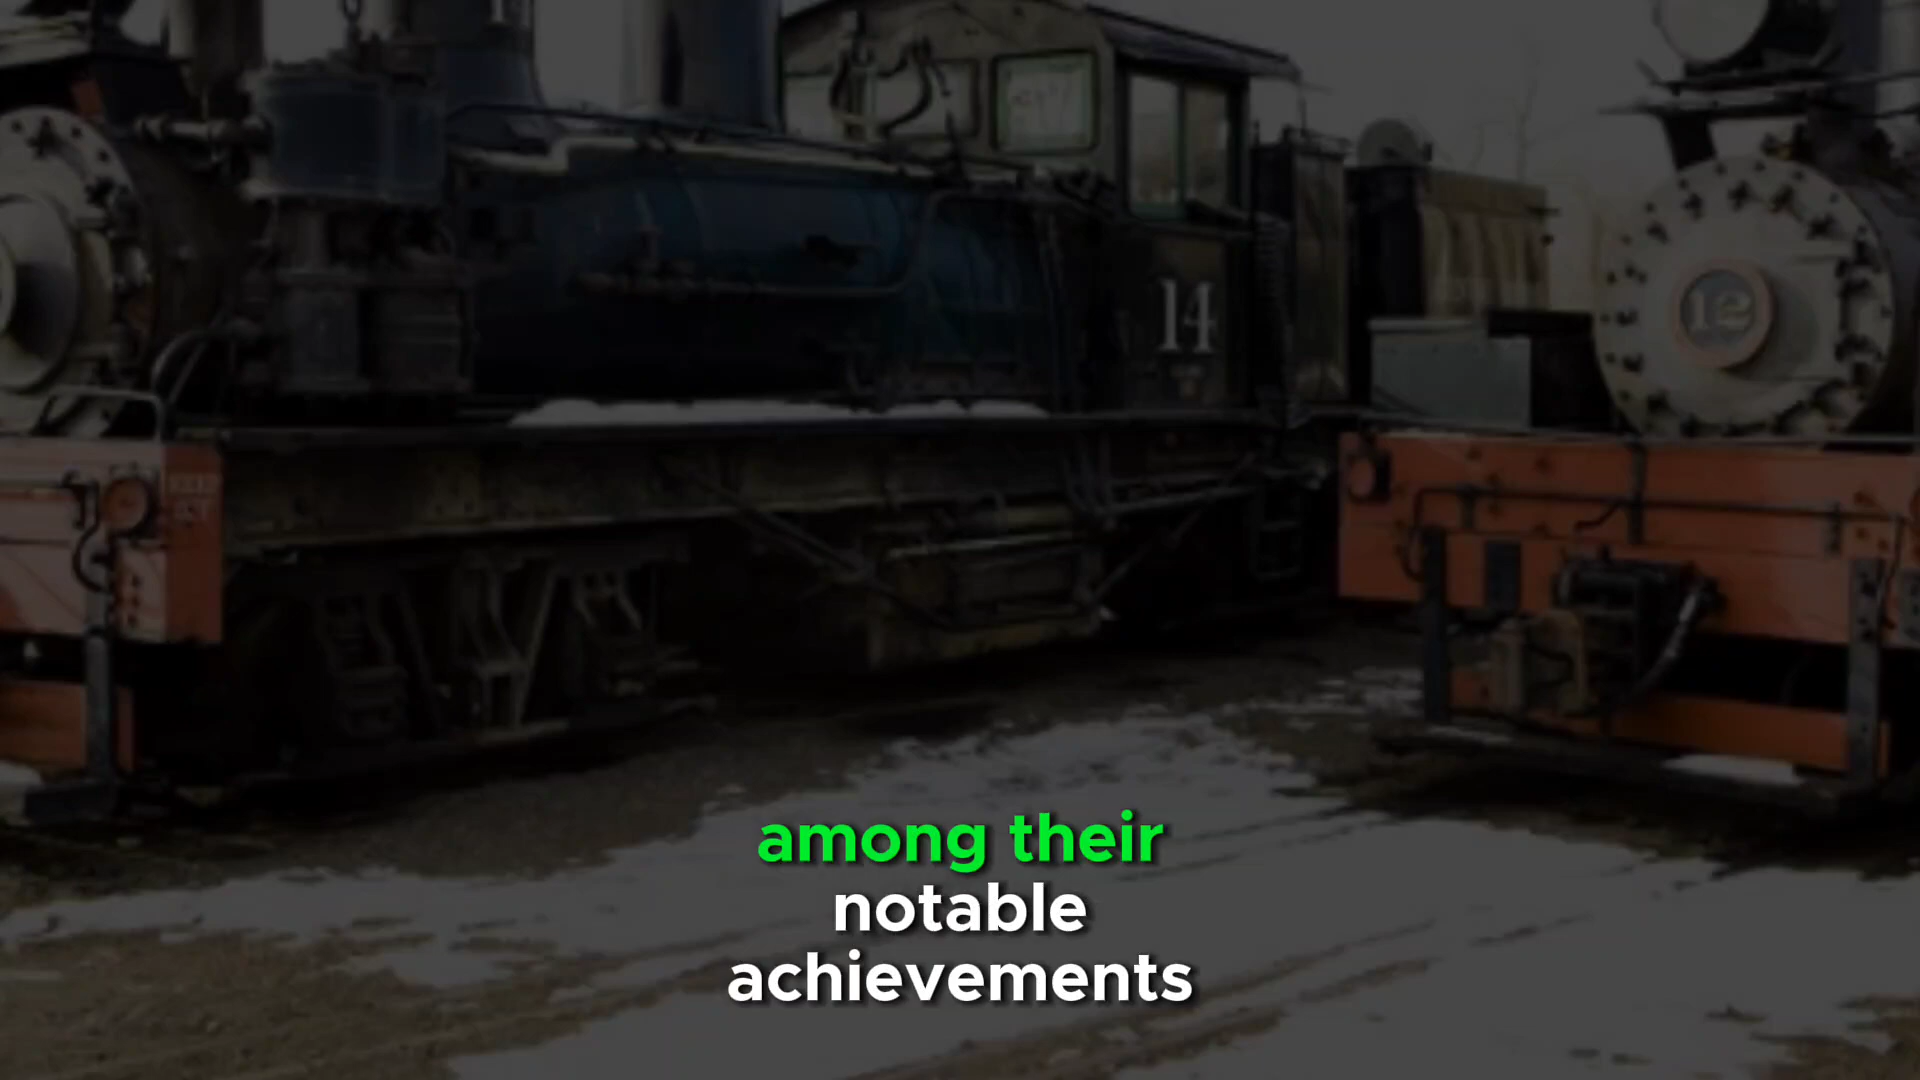 14
12
among their
notable
achievements